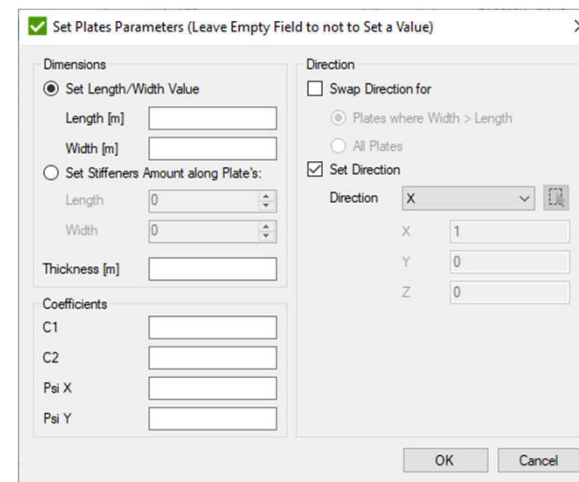 Set Plates Parameters (Leave Empty Field to not to Set a Value)
Dimensions
Set Length/Width Value
Length [m]
Width [m]
Set Stiffeners Amount along Plate's:
Length 0
Width 0
Thickness [m]
Coefficients
C1
C2
Psi X
Psi Y
Direction
Swap Direction for
Plates where Width > Length
All Plates
Set Direction
Direction X
X 1
Y 0
Z 0
OK Cancel